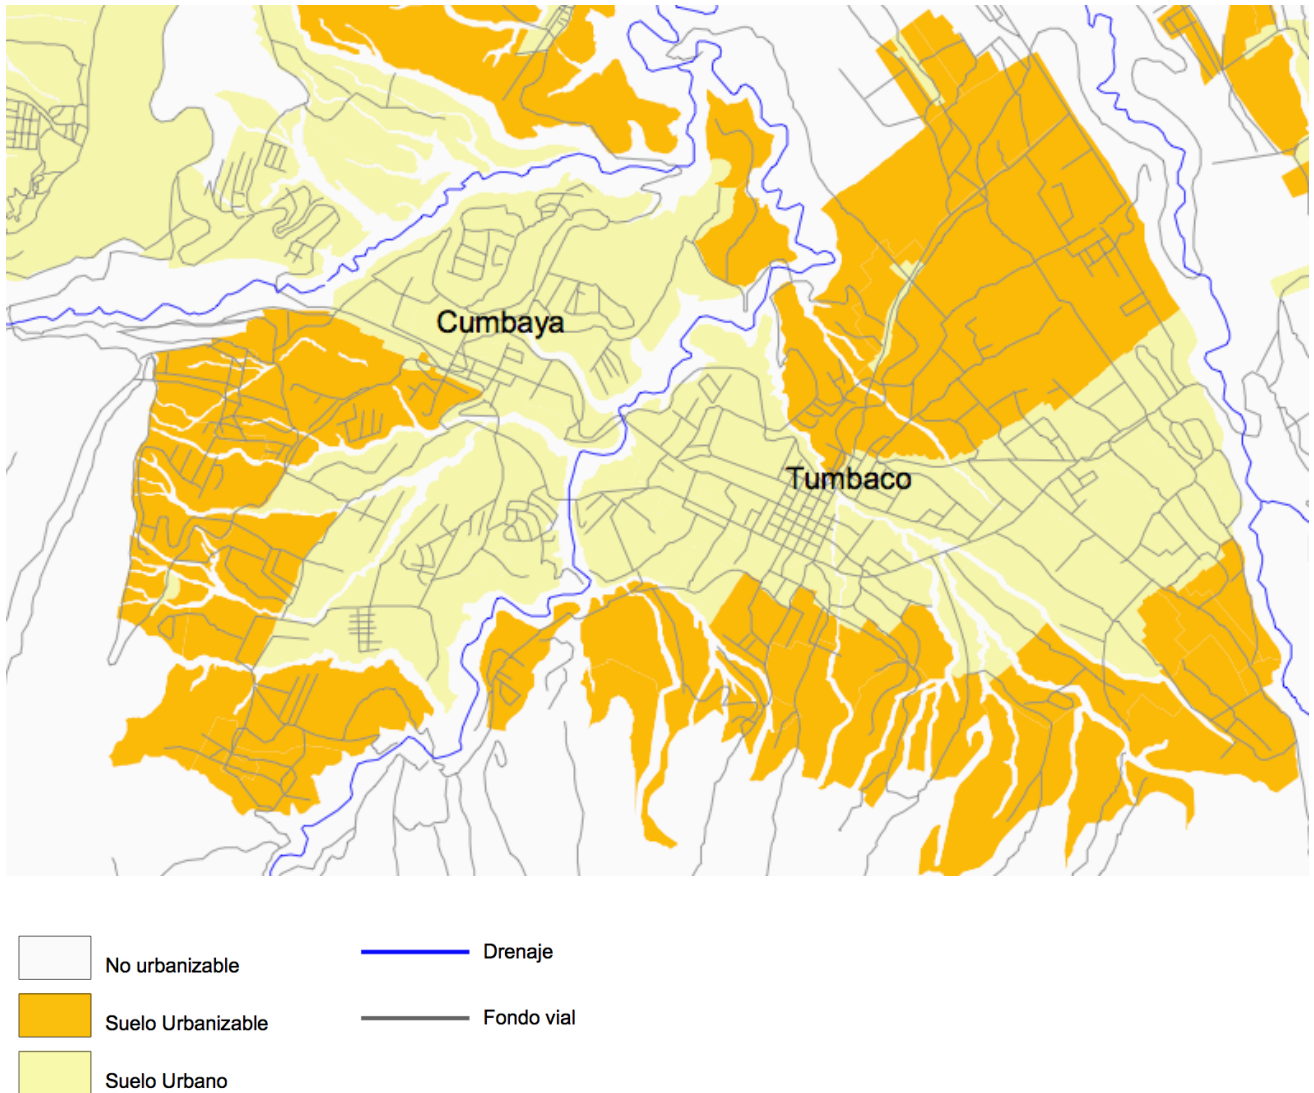 Cumbaya
Tumbaco
No urbanizable
Suelo Urbanizable
Suelo Urbano
Drenaje
Fondo vial